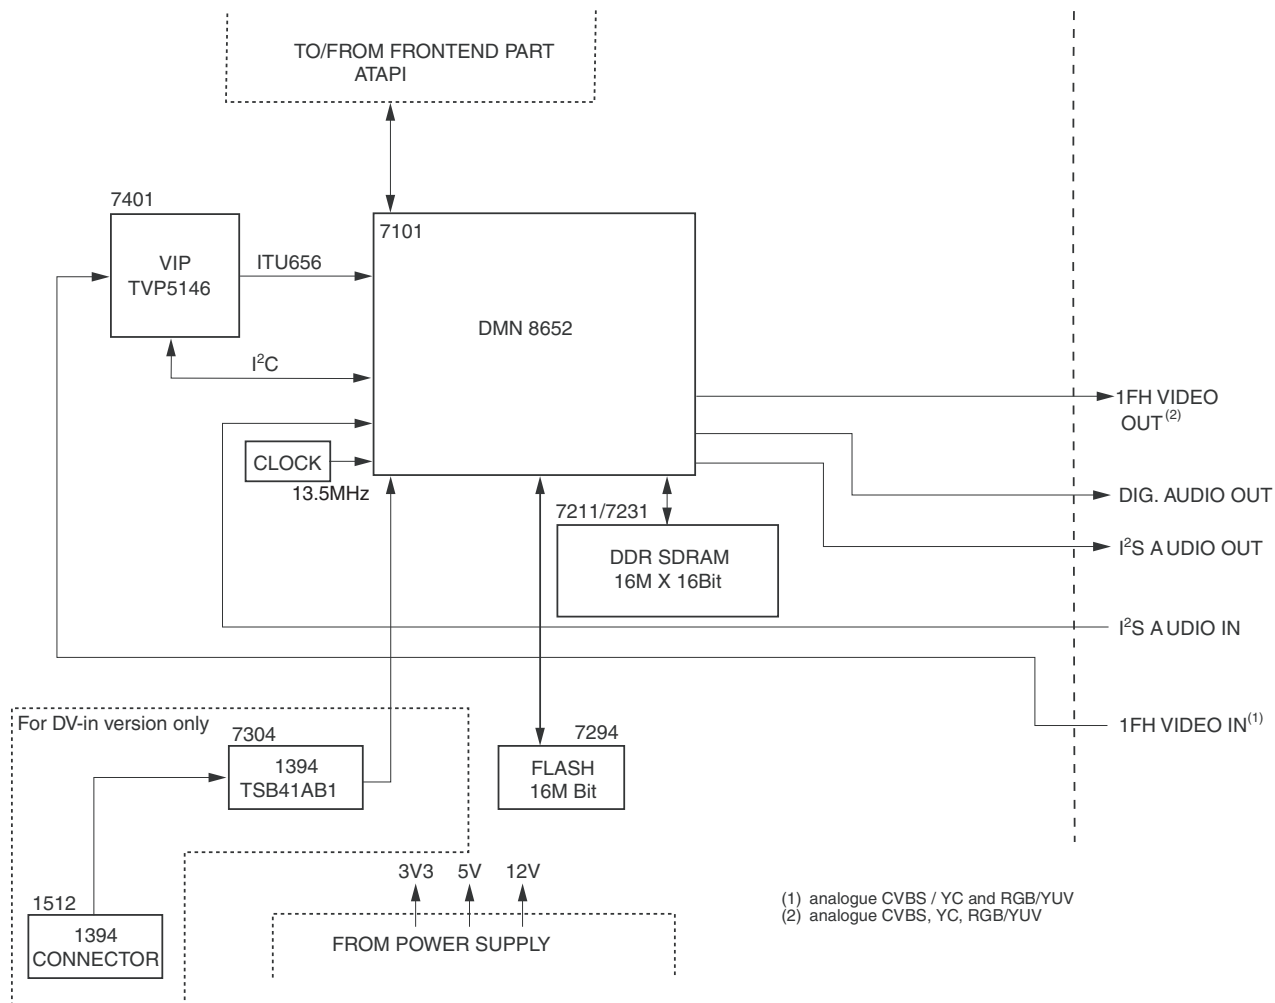 TO/FROM FRONTEND PART
ATAPI
7401
VIP
TVP5146
ITU656
I²C
7101
DMN 8652
CLOCK
13.5MHz
7211/7231
DDR SDRAM
16M X 16Bit
1FH VIDEO
OUT(2)
DIG. AUDIO OUT
I²S AUDIO OUT
I²S AUDIO IN
1FH VIDEO IN(1)
For DV-in version only
7304
1394
TSB41AB1
7294
FLASH
16M Bit
1512
1394
CONNECTOR
3V3 5V 12V
FROM POWER SUPPLY
(1) analogue CVBS / YC and RGB/YUV
(2) analogue CVBS, YC, RGB/YUV